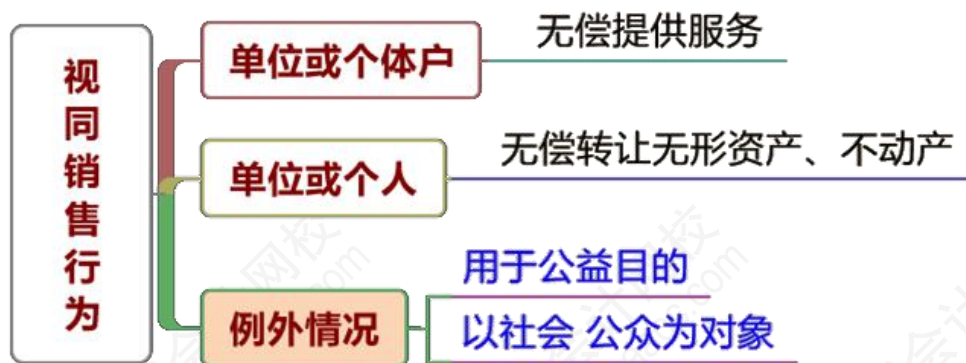 视同销售行为
单位或个体户
无偿提供服务
单位或个人
无偿转让无形资产、不动产
例外情况
用于公益目的
以社会 公众为对象